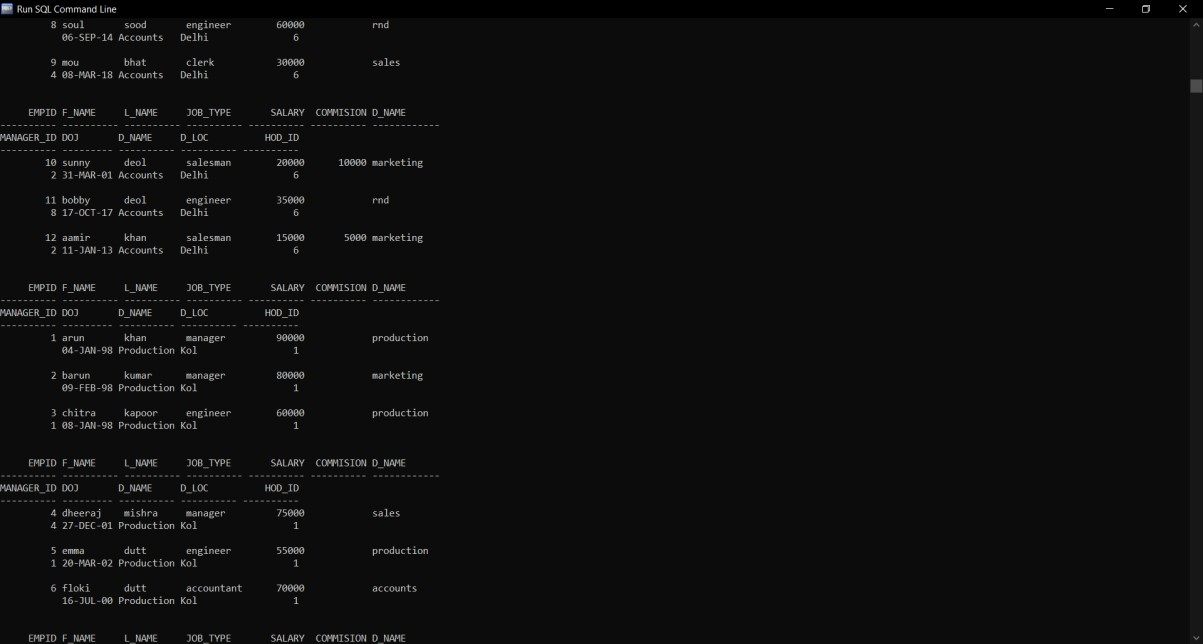 Run SQL Command Line
8 soul sood engineer 60000 rnd
06-SEP-14 Accounts Delhi 6
9 mou bhat clerk 30000 sales
4 08-MAR-18 Accounts Delhi 6
EMPID F_NAME L_NAME JOB_TYPE SALARY COMMISION D_NAME
---------- ---------- ---------- ---------- ---------- ---------- ------------
MANAGER_ID DOJ D_NAME D_LOC HOD_ID
---------- --------- ---------- ---------- ----------
10 sunny deol salesman 20000 10000 marketing
2 31-MAR-01 Accounts Delhi 6
11 bobby deol engineer 35000 rnd
8 17-OCT-17 Accounts Delhi 6
12 aamir khan salesman 15000 5000 marketing
2 11-JAN-13 Accounts Delhi 6
EMPID F_NAME L_NAME JOB_TYPE SALARY COMMISION D_NAME
---------- ---------- ---------- ---------- ---------- ---------- ------------
MANAGER_ID DOJ D_NAME D_LOC HOD_ID
---------- --------- ---------- ---------- ----------
1 arun khan manager 90000 production
04-JAN-98 Production Kol 1
2 barun kumar manager 80000 marketing
09-FEB-98 Production Kol 1
3 chitra kapoor engineer 60000 production
1 08-JAN-98 Production Kol 1
EMPID F_NAME L_NAME JOB_TYPE SALARY COMMISION D_NAME
---------- ---------- ---------- ---------- ---------- ---------- ------------
MANAGER_ID DOJ D_NAME D_LOC HOD_ID
---------- --------- ---------- ---------- ----------
4 dheeraj mishra manager 75000 sales
4 27-DEC-01 Production Kol 1
5 emma dutt engineer 55000 production
1 20-MAR-02 Production Kol 1
6 floki dutt accountant 70000 accounts
16-JUL-00 Production Kol 1
EMPID F_NAME L_NAME JOB_TYPE SALARY COMMISION D_NAME